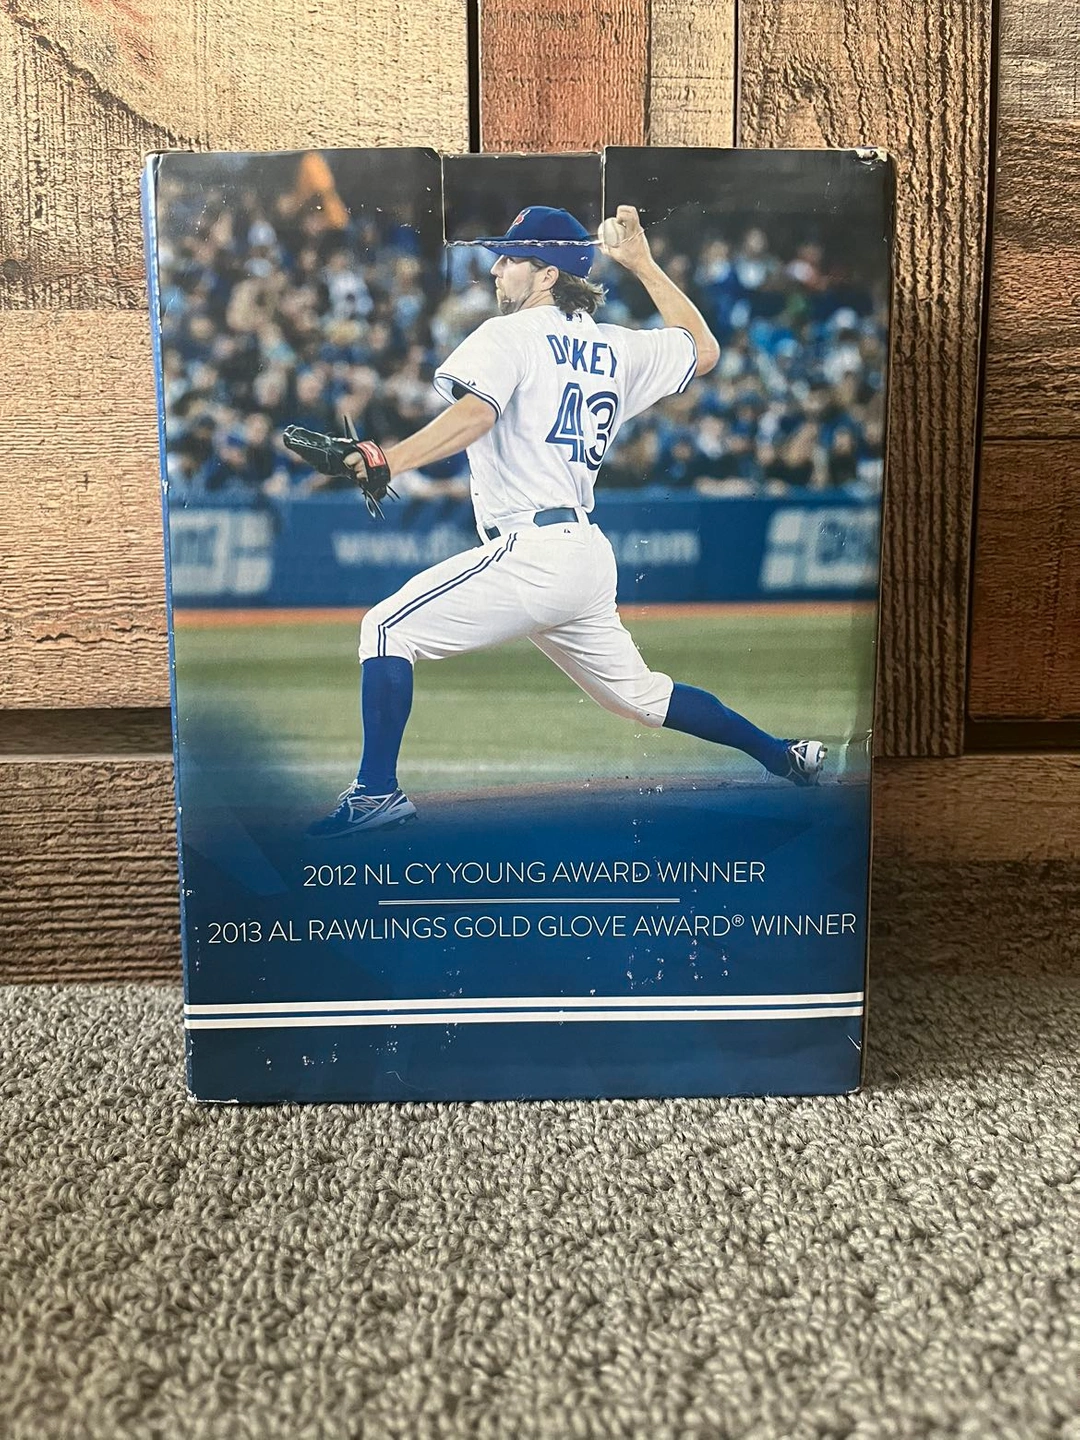 DICKEY
43
2012 NL CY YOUNG AWARD WINNER
2013 AL RAWLINGS GOLD GLOVE AWARD® WINNER